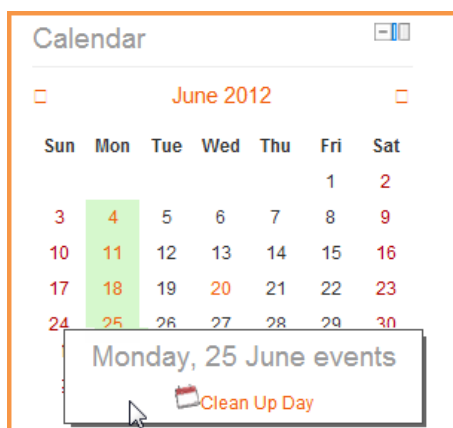 Calendar
June 2012
Sun Mon Tue Wed Thu Fri Sat
1 2
3 4 5 6 7 8 9
10 11 12 13 14 15 16
17 18 19 20 21 22 23
24 25 26 27 28 29 30
Monday, 25 June events
Clean Up Day